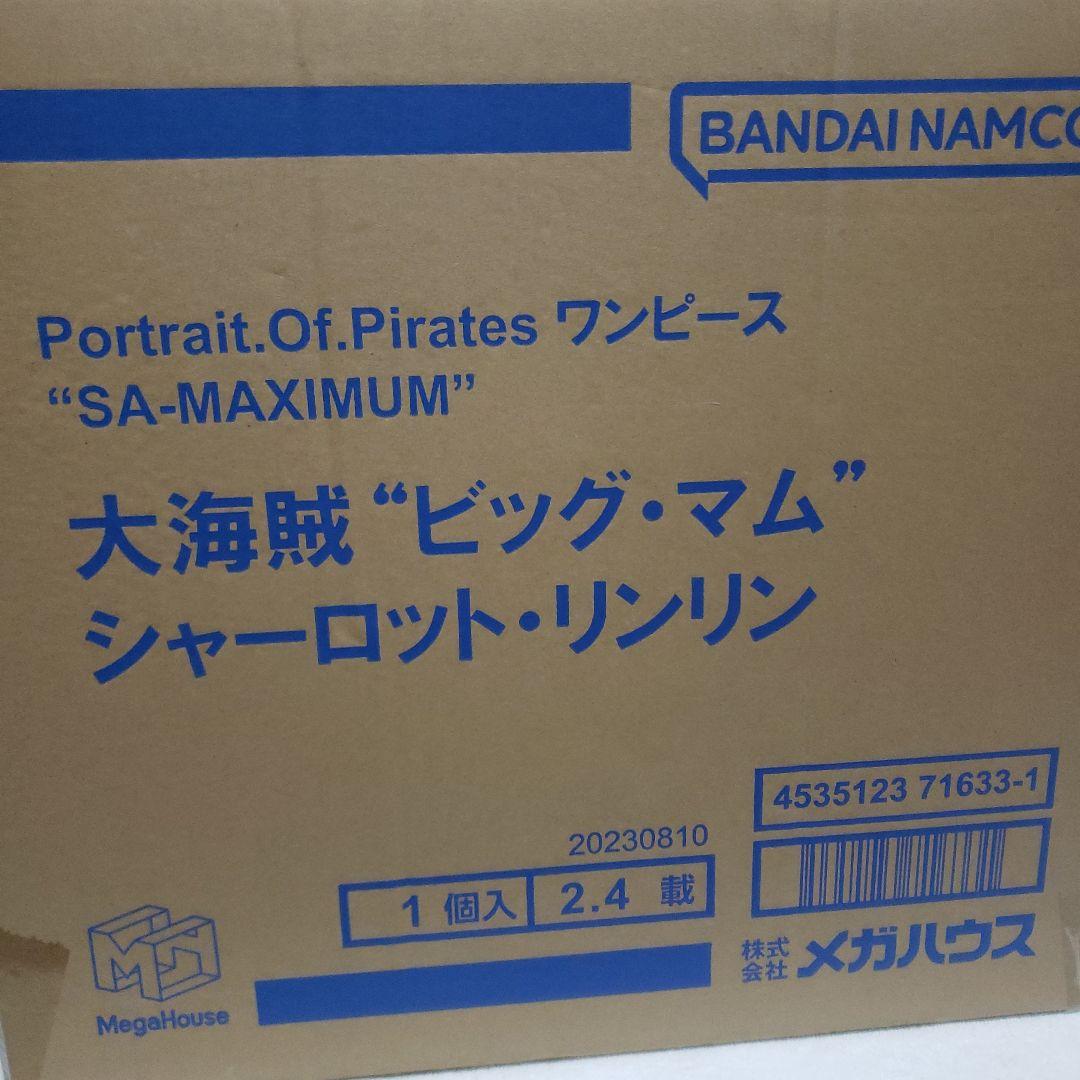 BANDAI NAMCO
Portrait.Of.Pirates ワンピース
“SA-MAXIMUM”
大海賊“ビッグ・マム”
シャーロット・リンリン
4535123 71633-1
20230810
1 個入 2.4 載
株式会社 メガハウス
MegaHouse